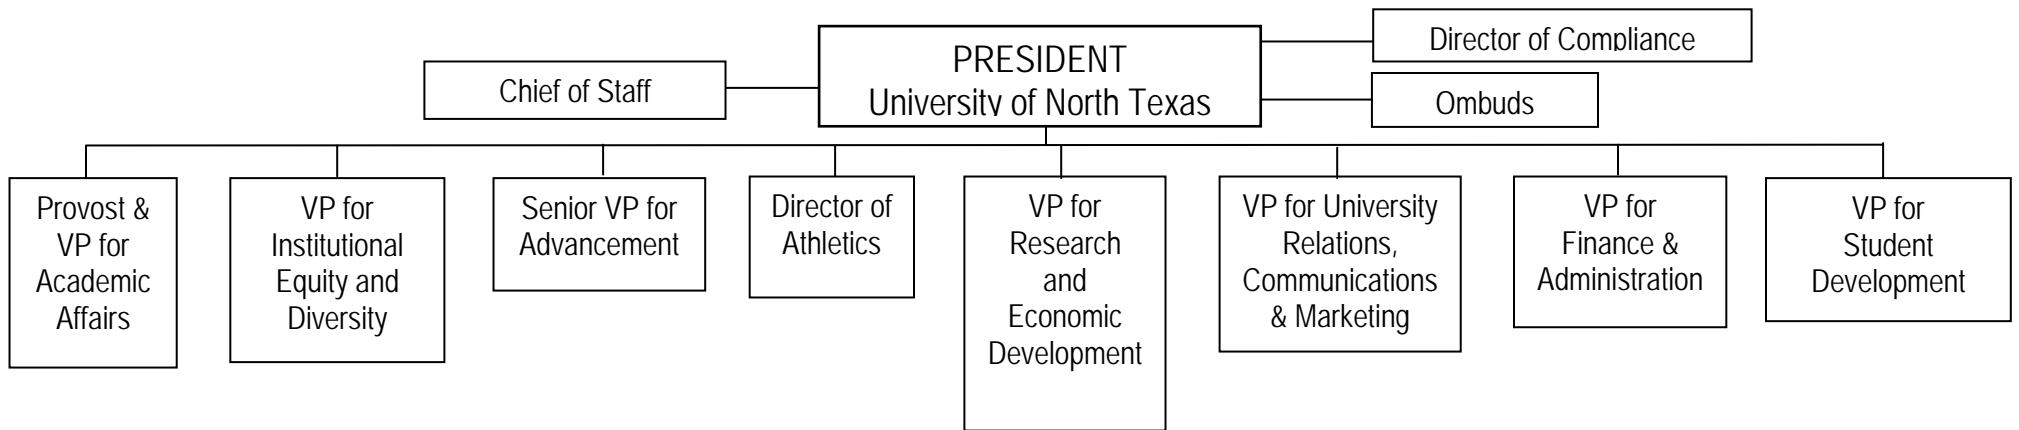 Director of Compliance
PRESIDENT
University of North Texas
Chief of Staff
Ombuds
Provost &
VP for
Academic
Affairs
VP for
Institutional
Equity and
Diversity
Senior VP for
Advancement
Director of
Athletics
VP for
Research
and
Economic
Development
VP for University
Relations,
Communications
& Marketing
VP for
Finance &
Administration
VP for
Student
Development